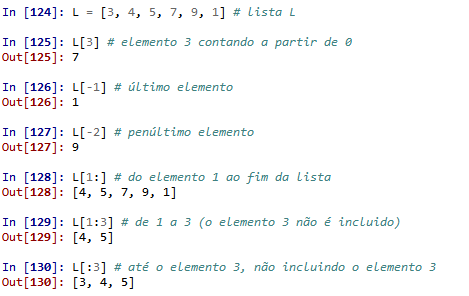 In [124]: L = [3, 4, 5, 7, 9, 1] # lista L
In [125]: L[3] # elemento 3 contando a partir de 0
Out[125]: 7
In [126]: L[-1] # último elemento
Out[126]: 1
In [127]: L[-2] # penúltimo elemento
Out[127]: 9
In [128]: L[1:] # do elemento 1 ao fim da lista
Out[128]: [4, 5, 7, 9, 1]
In [129]: L[1:3] # de 1 a 3 (o elemento 3 não é incluido)
Out[129]: [4, 5]
In [130]: L[:3] # até o elemento 3, não incluindo o elemento 3
Out[130]: [3, 4, 5]